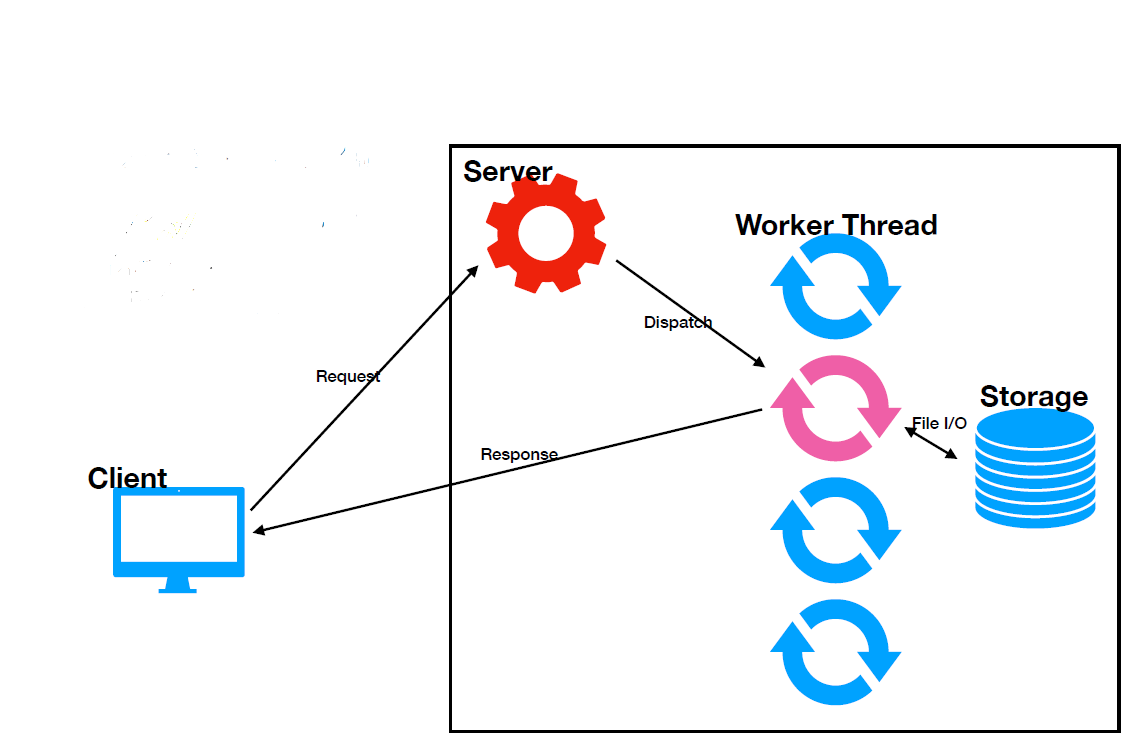 Server
Worker Thread
Dispatch
Request
Storage
File I/O
Response
Client